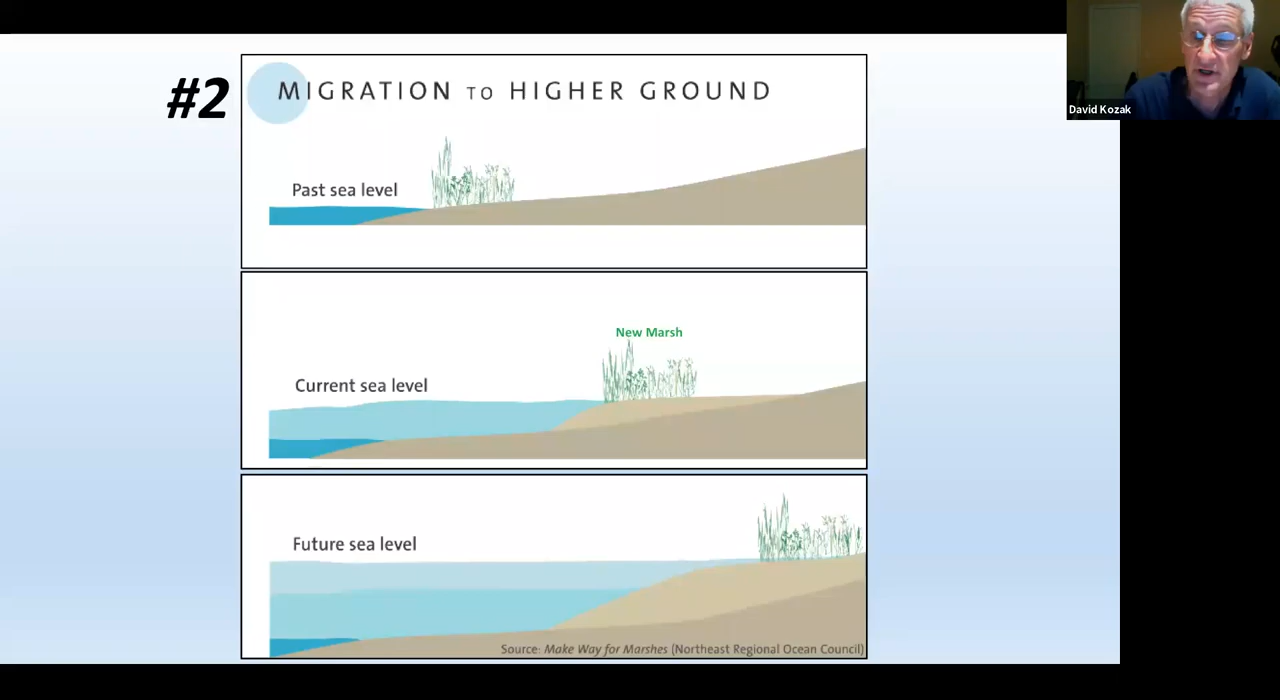 #2
MIGRATION TO HIGHER GROUND
Past sea level
New Marsh
Current sea level
Future sea level
Source: Make Way for Marshes (Northeast Regional Ocean Council)
David Kozak